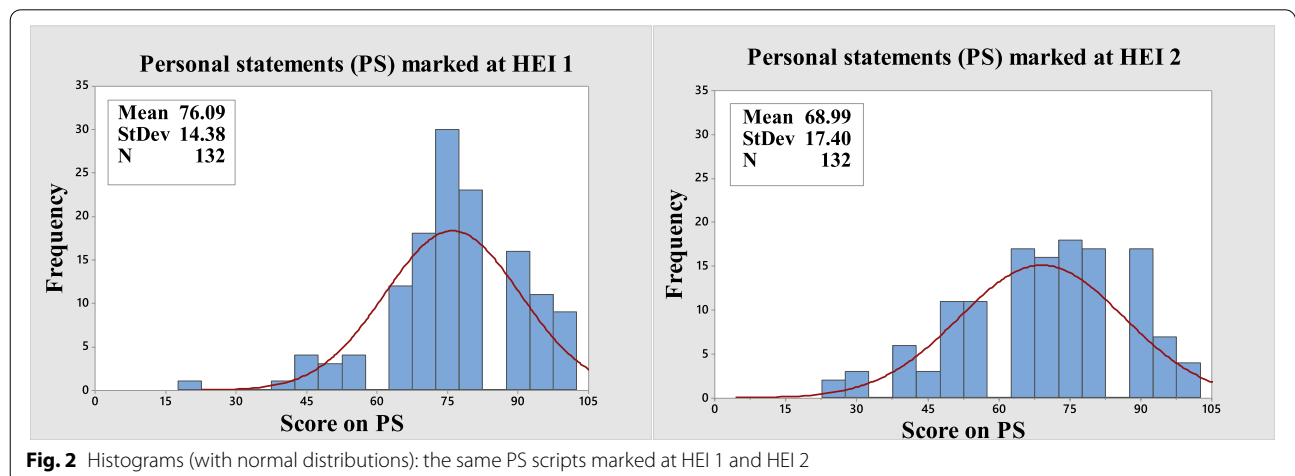 Personal statements (PS) marked at HEI 1
Mean 76.09
StDev 14.38
N 132
Frequency
35
30
25
20
15
10
5
0
0 15 30 45 60 75 90 105
Score on PS
Personal statements (PS) marked at HEI 2
Mean 68.99
StDev 17.40
N 132
Frequency
35
30
25
20
15
10
5
0
0 15 30 45 60 75 90 105
Score on PS
Fig. 2 Histograms (with normal distributions): the same PS scripts marked at HEI 1 and HEI 2